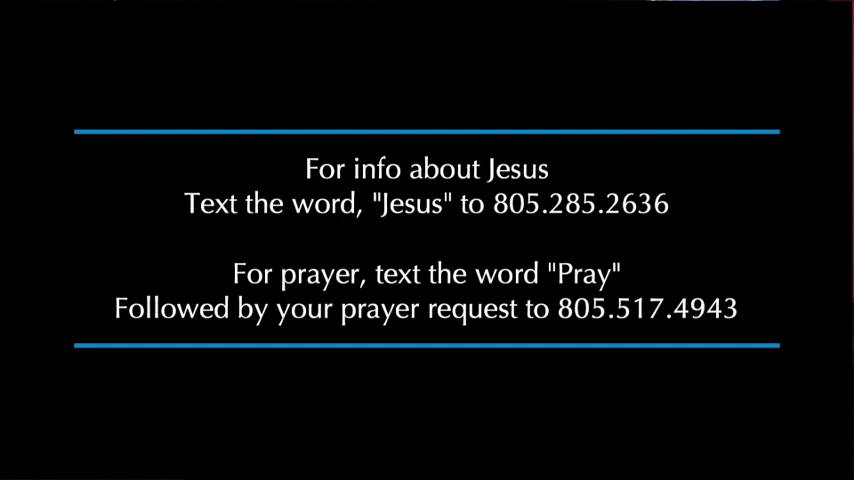 For info about Jesus
Text the word, "Jesus" to 805.285.2636
For prayer, text the word "Pray"
Followed by your prayer request to 805.517.4943